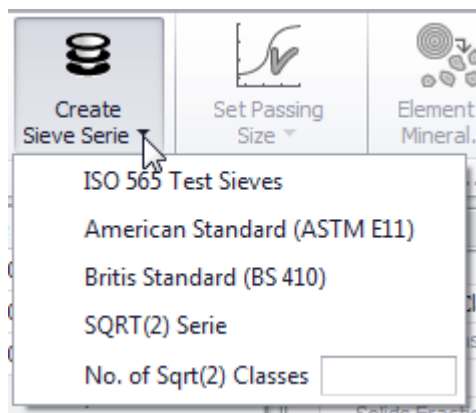 Create
Sieve Serie
Set Passing
Size
Element
Mineral.
ISO 565 Test Sieves
American Standard (ASTM E11)
Britis Standard (BS 410)
SQRT(2) Serie
No. of Sqrt(2) Classes